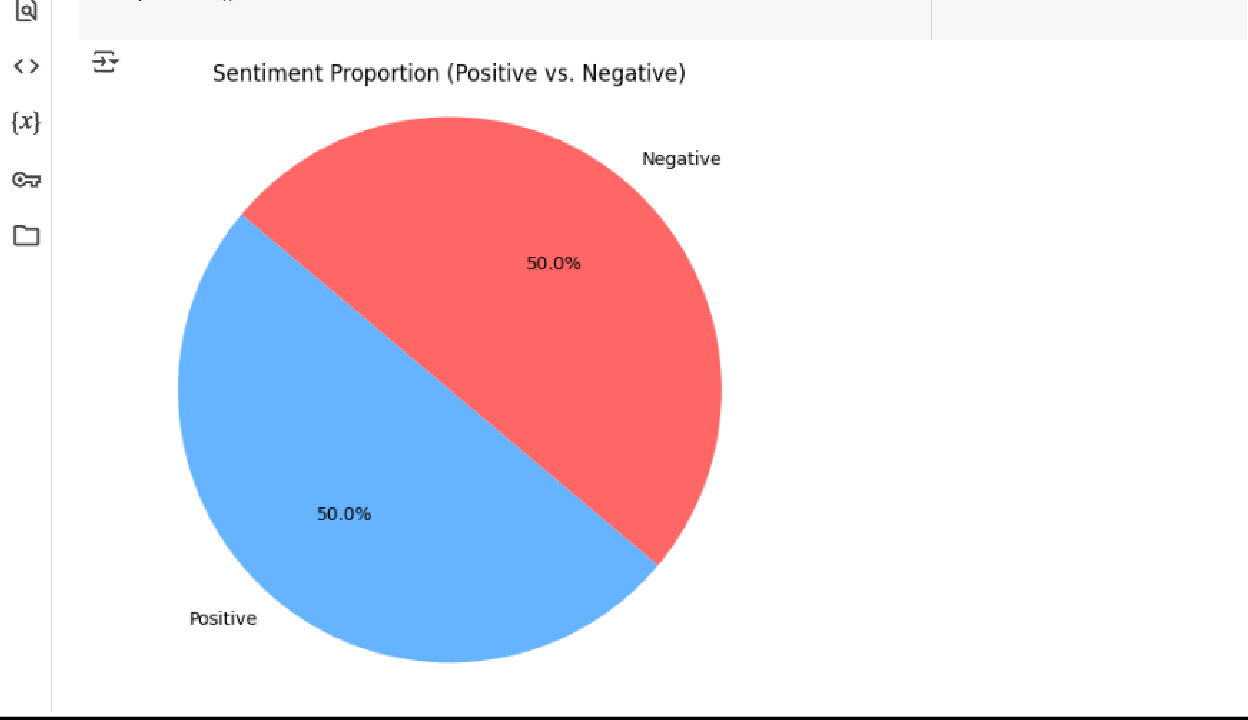 Sentiment Proportion (Positive vs. Negative)
Negative
50.0%
50.0%
Positive
{x}